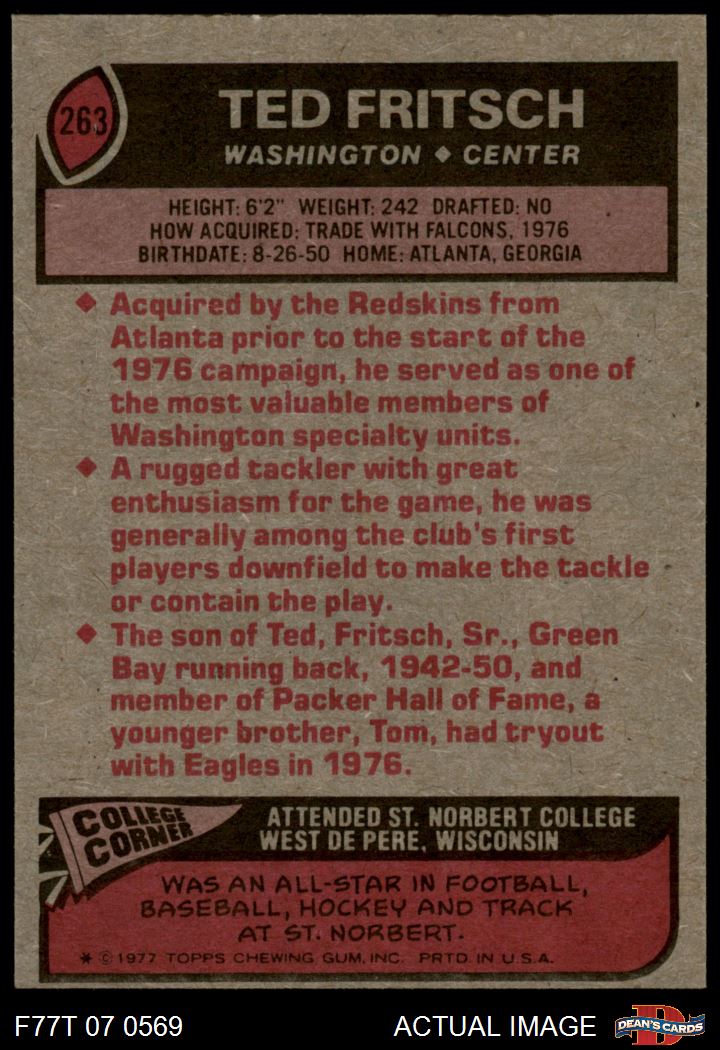 263
TED FRITSCH
WASHINGTON ◆ CENTER
HEIGHT: 6'2" WEIGHT: 242 DRAFTED: NO
HOW ACQUIRED: TRADE WITH FALCONS, 1976
BIRTHDATE: 8-26-50 HOME: ATLANTA, GEORGIA
◆ Acquired by the Redskins from
Atlanta prior to the start of the
1976 campaign, he served as one of
the most valuable members of
Washington specialty units.
◆ A rugged tackler with great
enthusiasm for the game, he was
generally among the club's first
players downfield to make the tackle
or contain the play.
◆ The son of Ted, Fritsch, Sr., Green
Bay running back, 1942-50, and
member of Packer Hall of Fame, a
younger brother, Tom, had tryout
with Eagles in 1976.
COLLEGE
CORNER
ATTENDED ST. NORBERT COLLEGE
WEST DE PERE, WISCONSIN
WAS AN ALL-STAR IN FOOTBALL,
BASEBALL, HOCKEY AND TRACK
AT ST. NORBERT.
* © 1977 TOPPS CHEWING GUM, INC. PRTD. IN U.S.A.
F77T 07 0569
ACTUAL IMAGE
D
DEAN'S CARDS